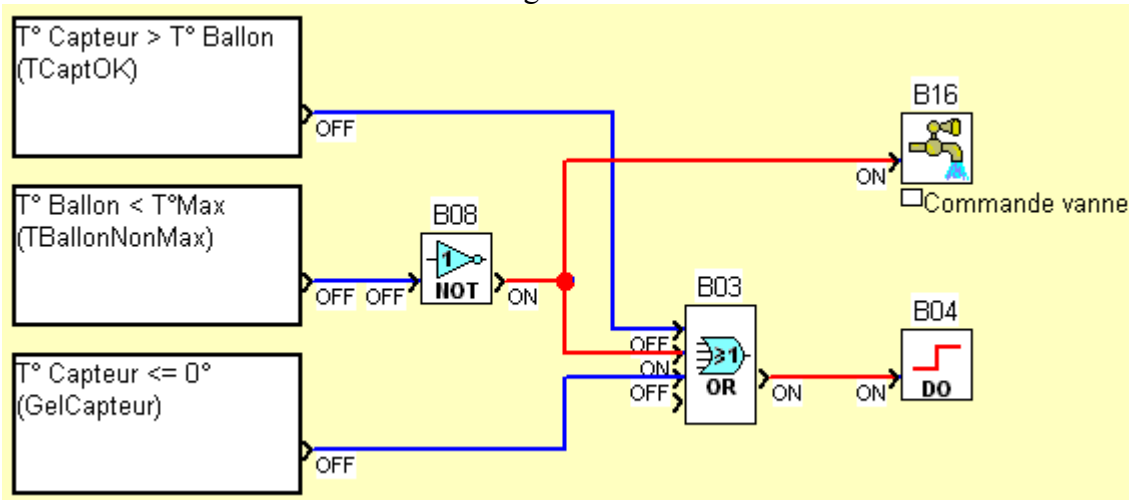 T° Capteur > T° Ballon
(TCaptOK)
OFF
B16
ON
Commande vanne
T° Ballon < T°Max
(TBallonNonMax)
OFF
OFF
B08
1
NOT
ON
B03
OFF
ON
OFF
≥1
OR
ON
B04
ON
DO
T° Capteur <= 0°
(GelCapteur)
OFF